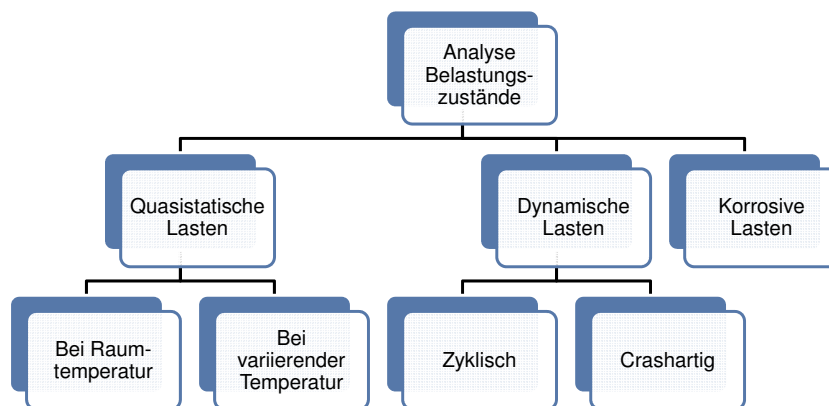 Analyse
Belastungs-
zustände
Quasistatische
Lasten
Dynamische
Lasten
Korrosive
Lasten
Bei Raum-
temperatur
Bei
variierender
Temperatur
Zyklisch
Crashartig